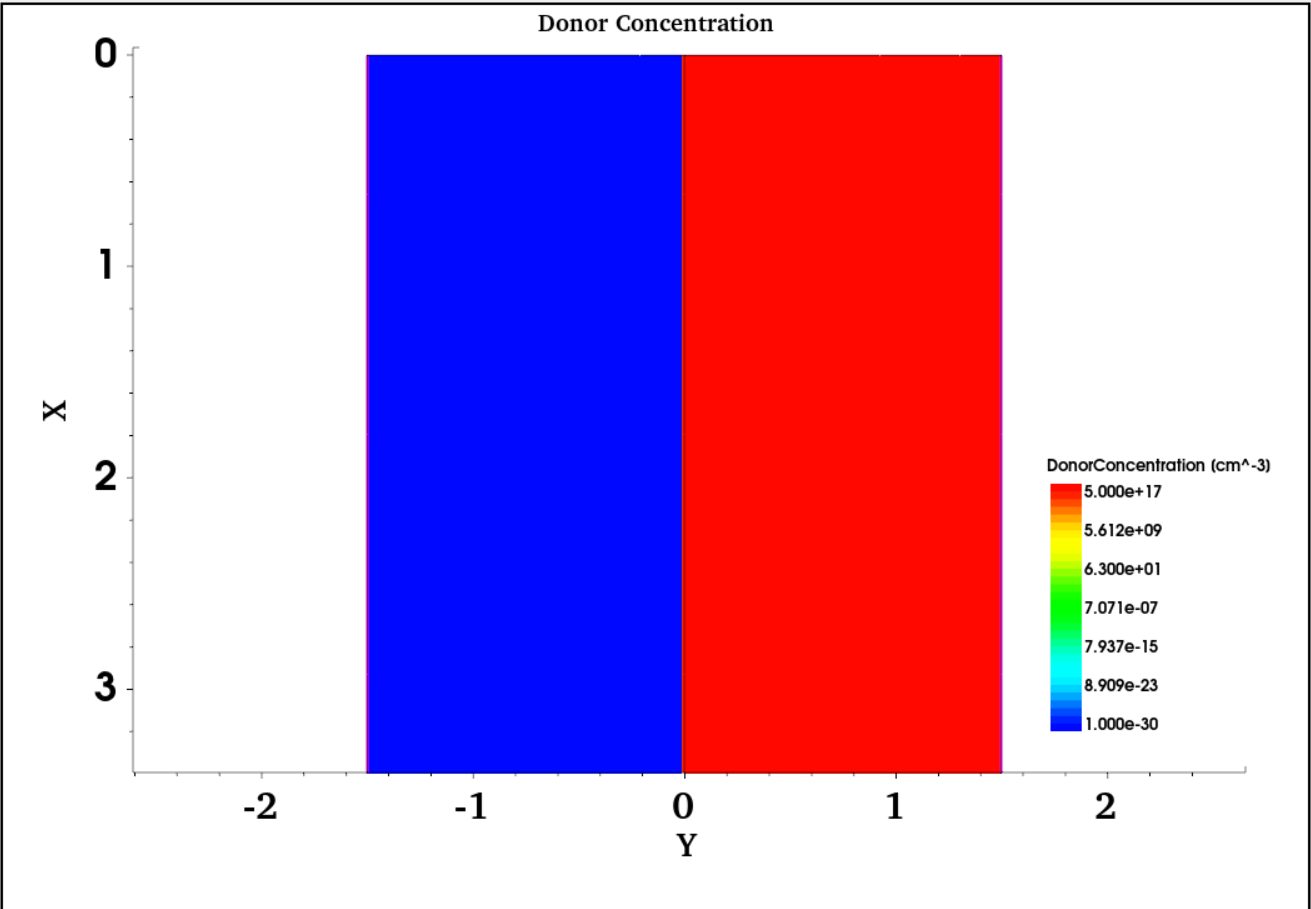 Donor Concentration
0
1
X
2
3
DonorConcentration (cm^-3)
5.000e+17
5.612e+09
6.300e+01
7.071e-07
7.937e-15
8.909e-23
1.000e-30
-2 -1 0 1 2
Y